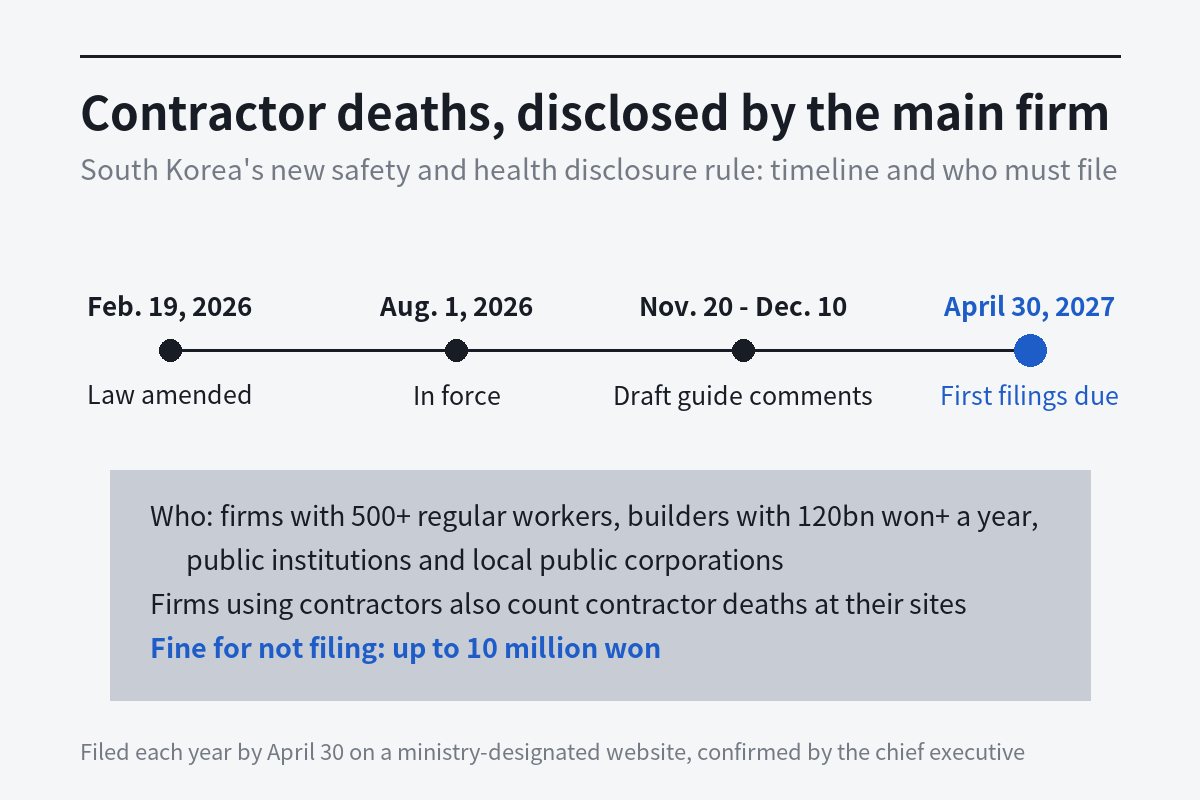 Contractor deaths, disclosed by the main firm
South Korea's new safety and health disclosure rule: timeline and who must file
Feb. 19, 2026
Aug. 1, 2026
Nov. 20 - Dec. 10
April 30, 2027
Law amended
In force
Draft guide comments
First filings due
Who: firms with 500+ regular workers, builders with 120bn won+ a year,
public institutions and local public corporations
Firms using contractors also count contractor deaths at their sites
Fine for not filing: up to 10 million won
Filed each year by April 30 on a ministry-designated website, confirmed by the chief executive